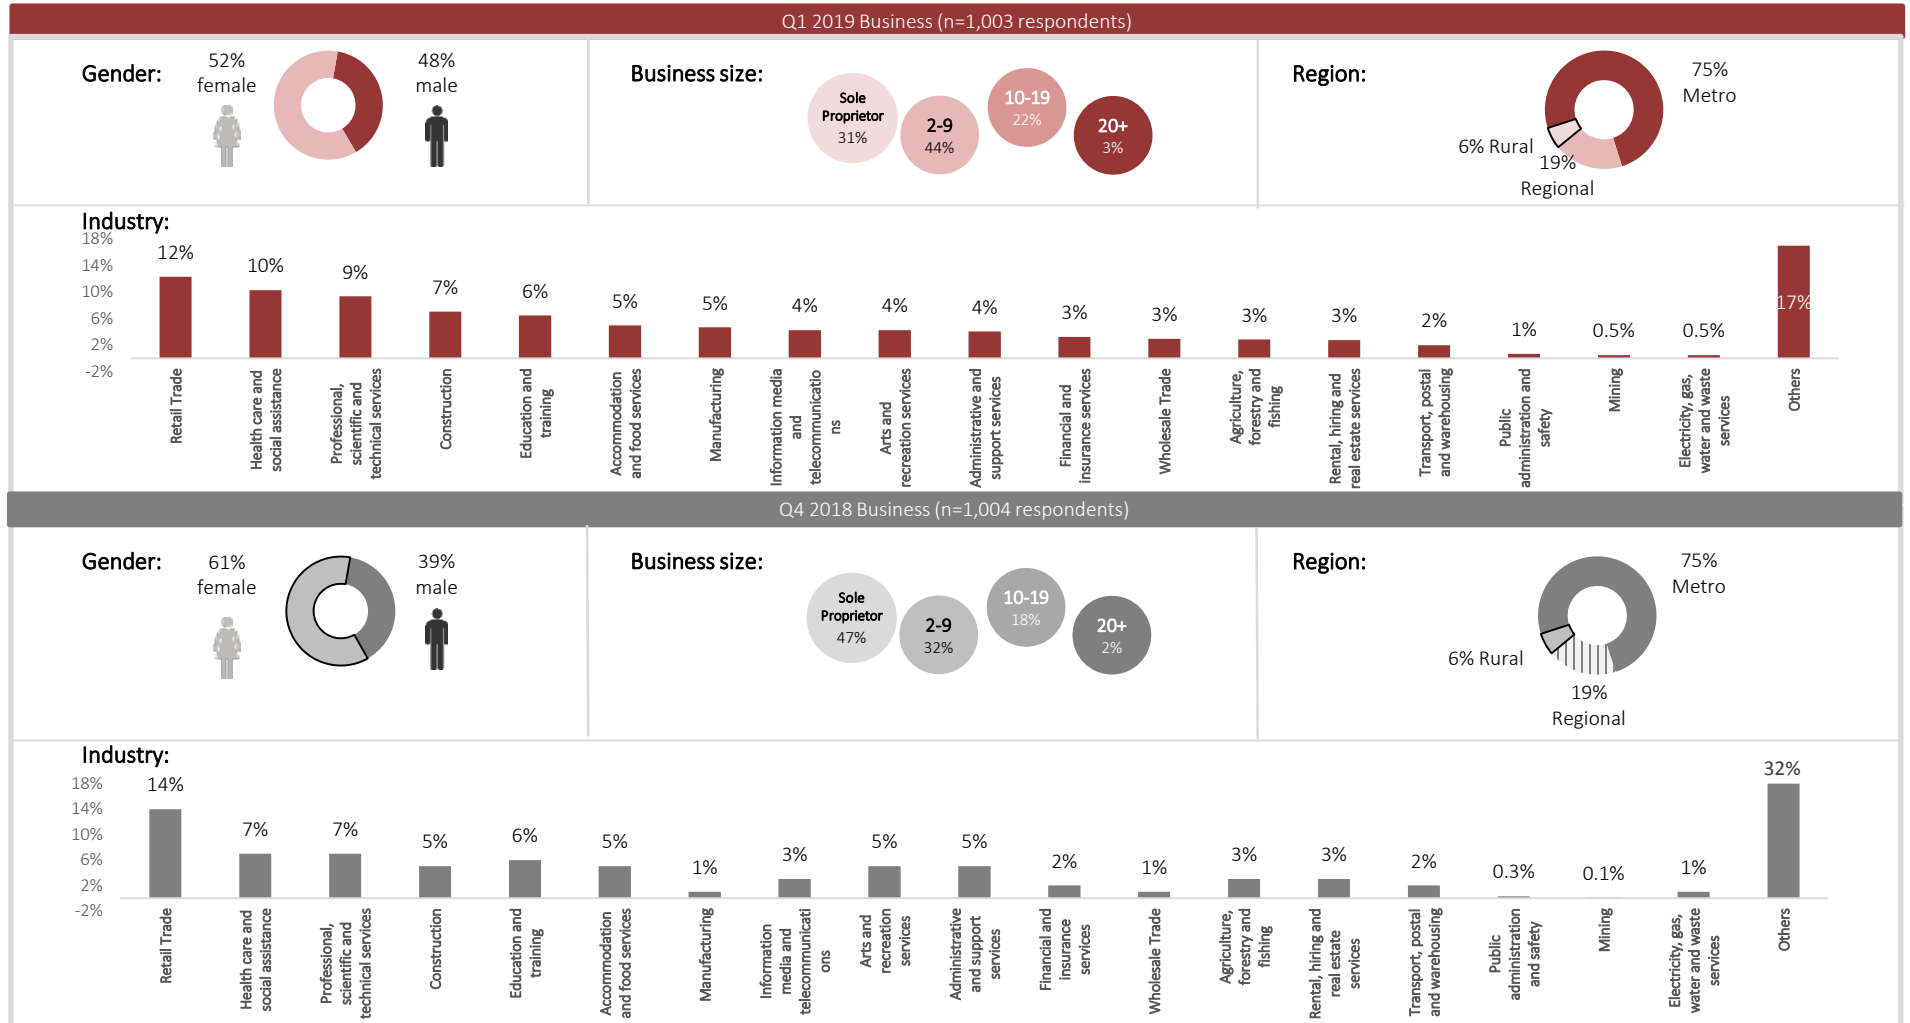 Q1 2019 Business (n=1,003 respondents)
Gender:
52%
female
48%
male
Business size:
Sole
Proprietor
31%
2-9
44%
10-19
22%
20+
3%
Region:
75%
Metro
6% Rural
19%
Regional
Industry:
18%
14%
10%
6%
2%
-2%
12%
10%
9%
7%
6%
5%
5%
4%
4%
4%
3%
3%
3%
3%
2%
1%
0.5%
0.5%
17%
Retail Trade
Health care and
social assistance
Professional,
scientific and
technical services
Construction
Education and
training
Accommodation
and food services
Manufacturing
Information media
and
telecommunicatio
ns
Arts and
recreation services
Administrative and
support services
Financial and
insurance services
Wholesale Trade
Agriculture,
forestry and
fishing
Rental, hiring and
real estate services
Transport, postal
and warehousing
Public
administration and
safety
Mining
Electricity, gas,
water and waste
services
Others
Q4 2018 Business (n=1,004 respondents)
Gender:
61%
female
39%
male
Business size:
Sole
Proprietor
47%
2-9
32%
10-19
18%
20+
2%
Region:
75%
Metro
6% Rural
19%
Regional
Industry:
18%
14%
10%
6%
2%
-2%
14%
7%
7%
5%
6%
5%
1%
3%
5%
5%
2%
1%
3%
3%
2%
0.3%
0.1%
1%
32%
Retail Trade
Health care and
social assistance
Professional,
scientific and
technical services
Construction
Education and
training
Accommodation
and food services
Manufacturing
Information
media and
telecommunicati
ons
Arts and
recreation
services
Administrative
and support
services
Financial and
insurance
services
Wholesale Trade
Agriculture,
forestry and
fishing
Rental, hiring and
real estate
services
Transport, postal
and warehousing
Public
administration
and safety
Mining
Electricity, gas,
water and waste
services
Others